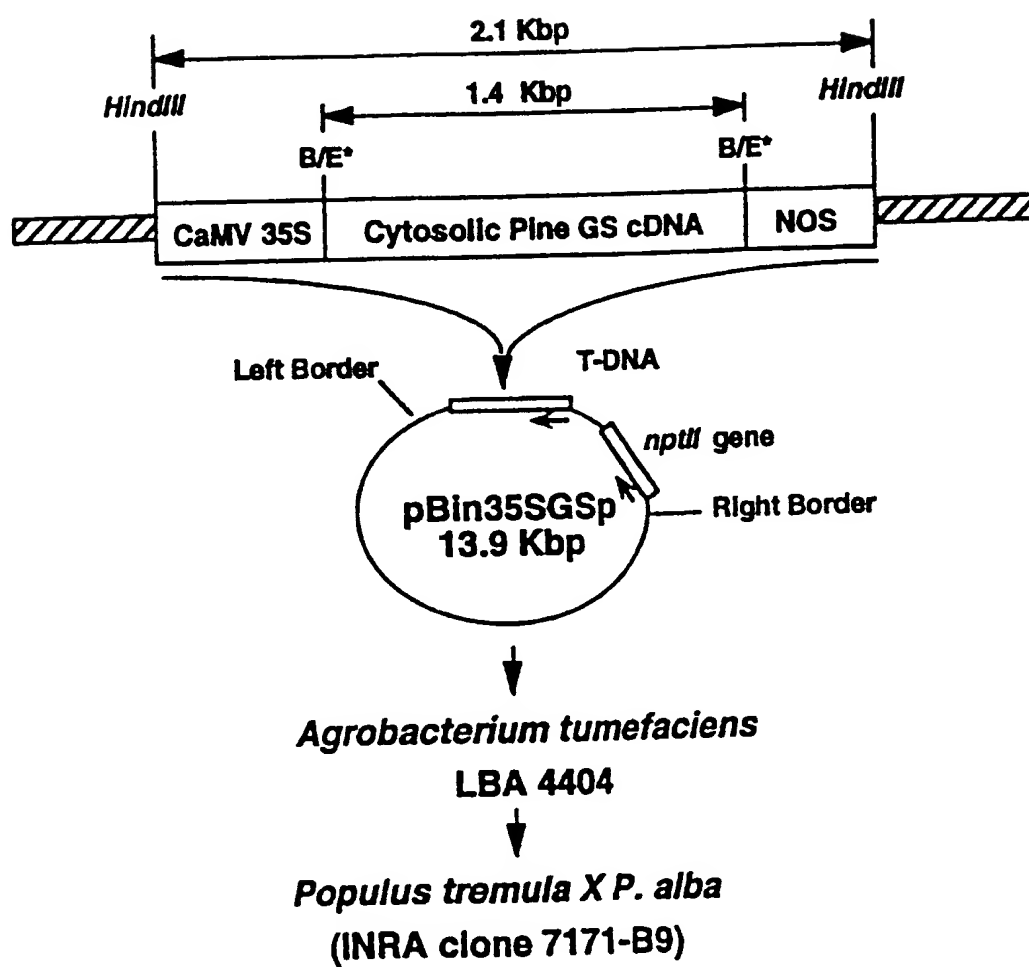 2.1 Kbp
HindIII
HindIII
1.4 Kbp
B/E*
B/E*
CaMV 35S
Cytosolic Pine GS cDNA
NOS
T-DNA
Left Border
nptII gene
pBin35SGSp
13.9 Kbp
Right Border
Agrobacterium tumefaciens
LBA 4404
Populus tremula X P. alba
(INRA clone 7171-B9)